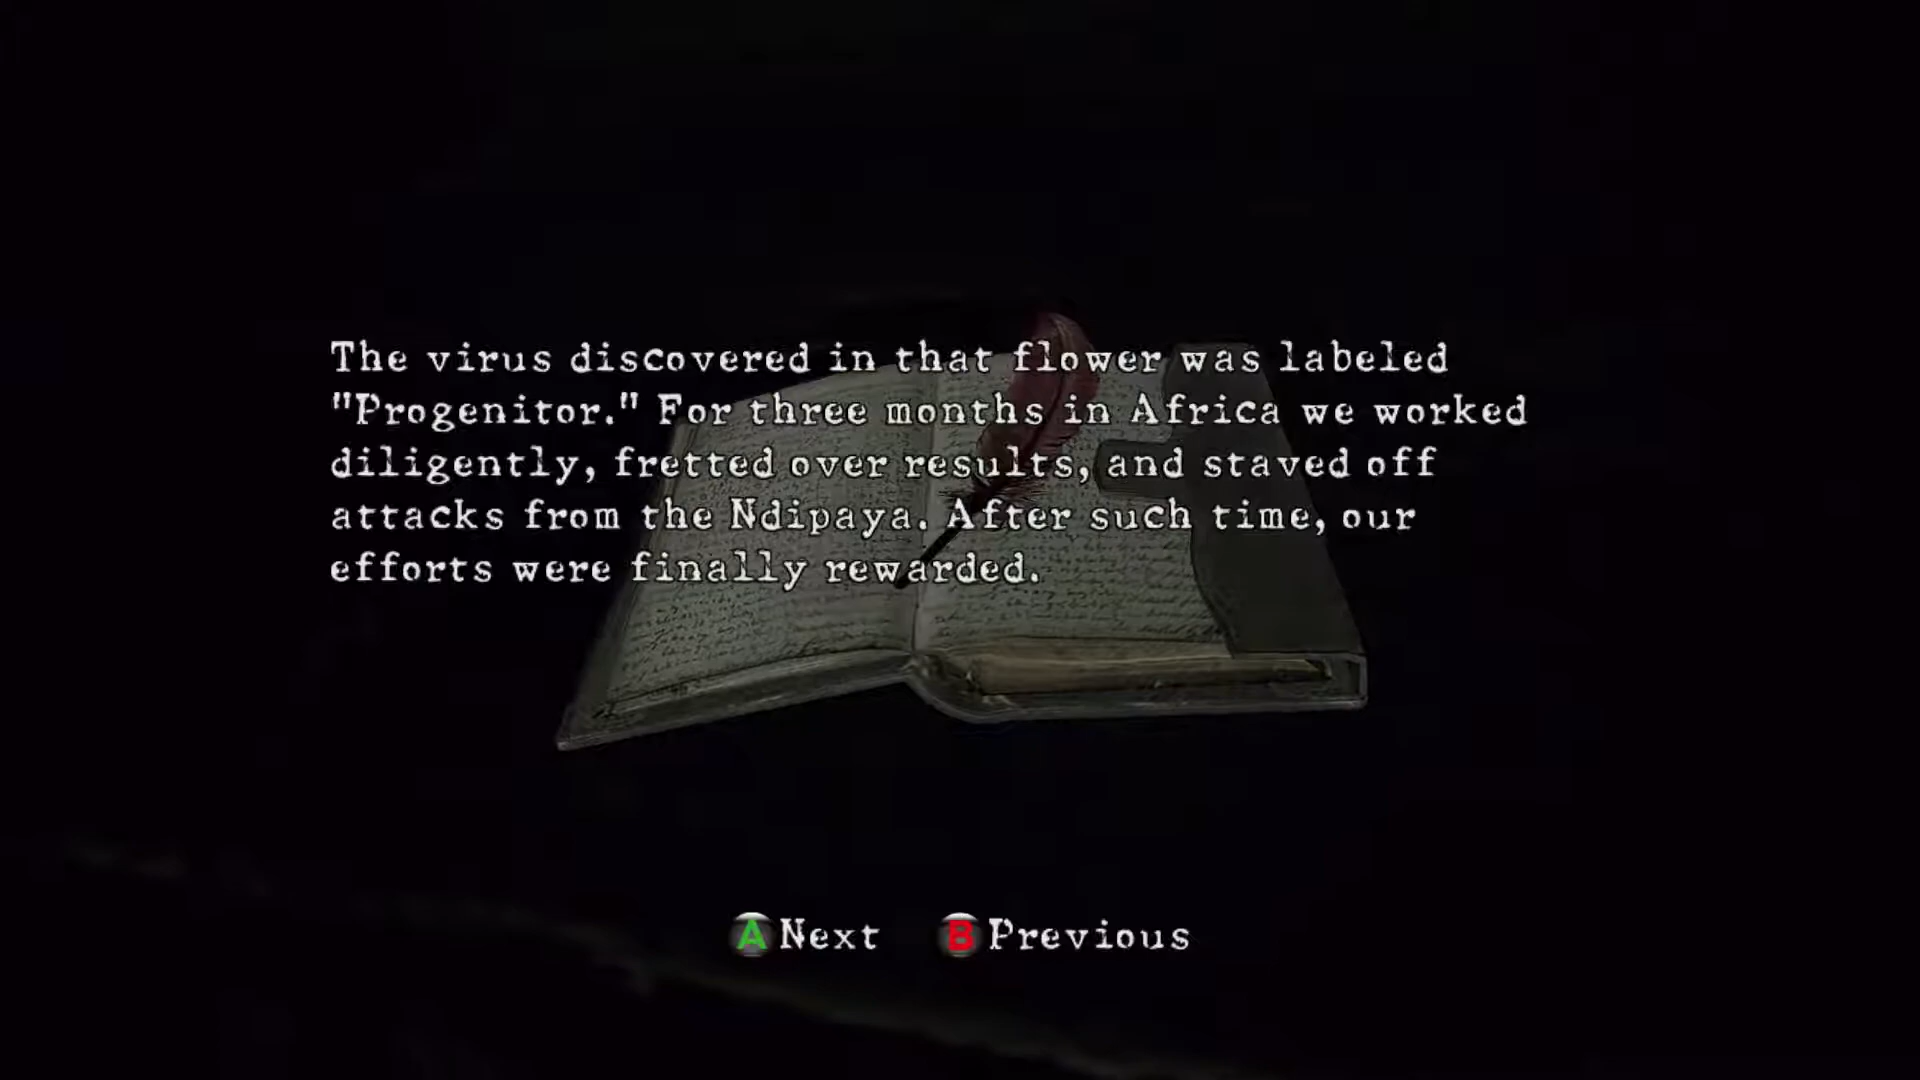 The virus discovered in that flower was labeled
"Progenitor." For three months in Africa we worked
diligently, fretted over results, and staved off
attacks from the Ndipaya. After such time, our
efforts were finally rewarded.
A Next B Previous